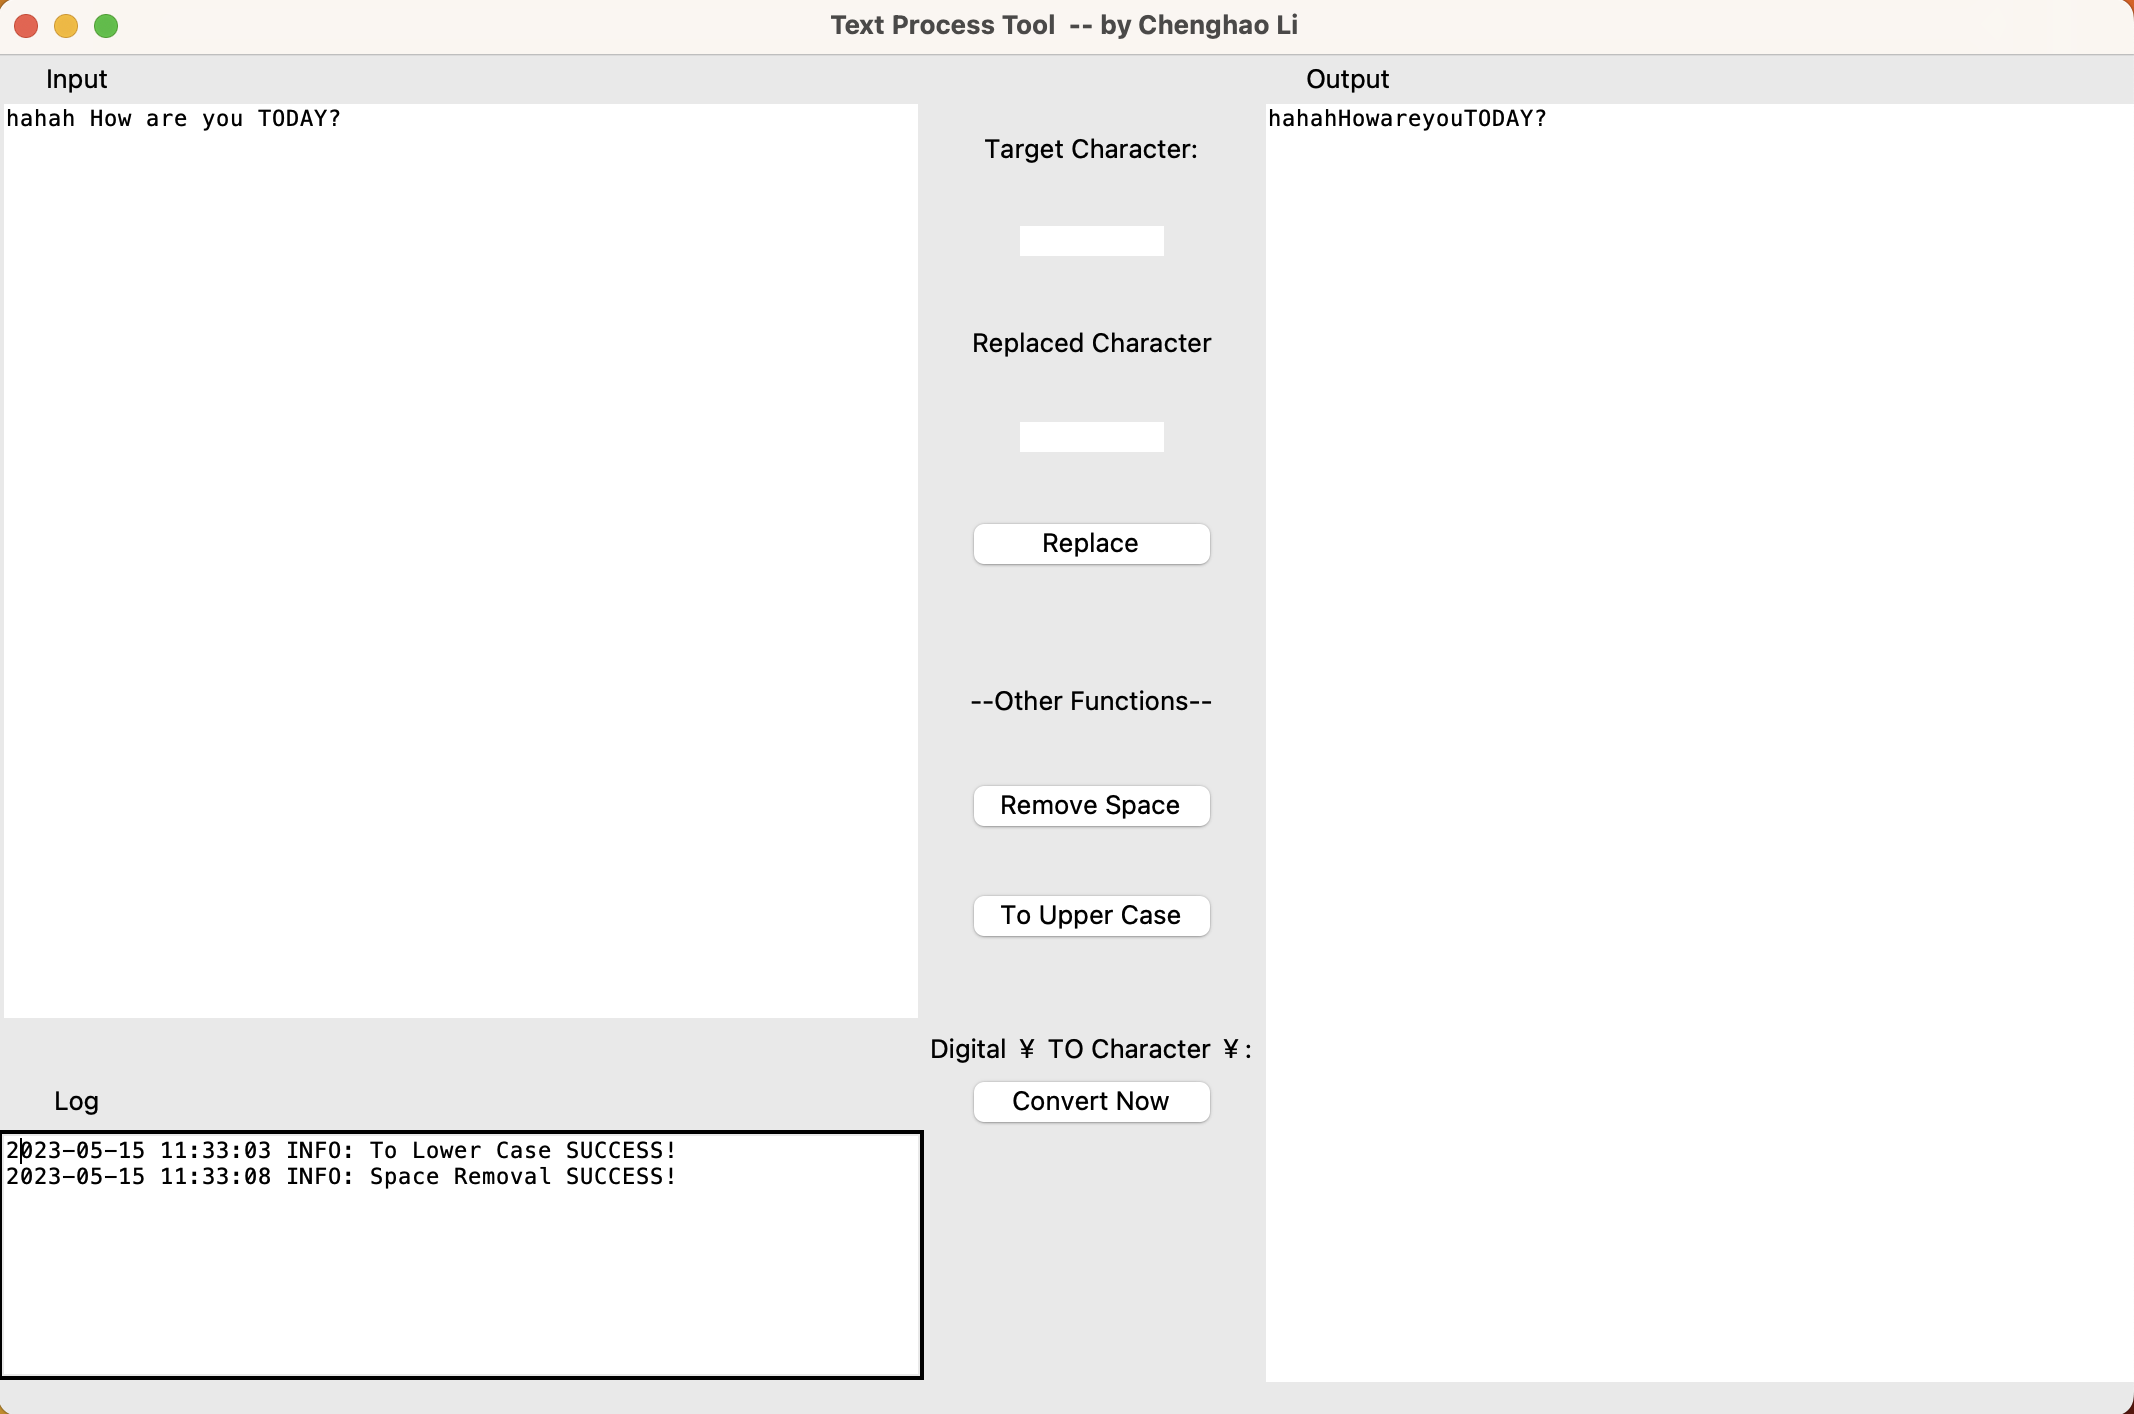 Text Process Tool -- by Chenghao Li
Input
hahah How are you TODAY?
Target Character:
Replaced Character
Replace
--Other Functions--
Remove Space
To Upper Case
Digital ¥ TO Character ¥:
Convert Now
Output
hahahHowareyouTODAY?
Log
2023-05-15 11:33:03 INFO: To Lower Case SUCCESS!
2023-05-15 11:33:08 INFO: Space Removal SUCCESS!